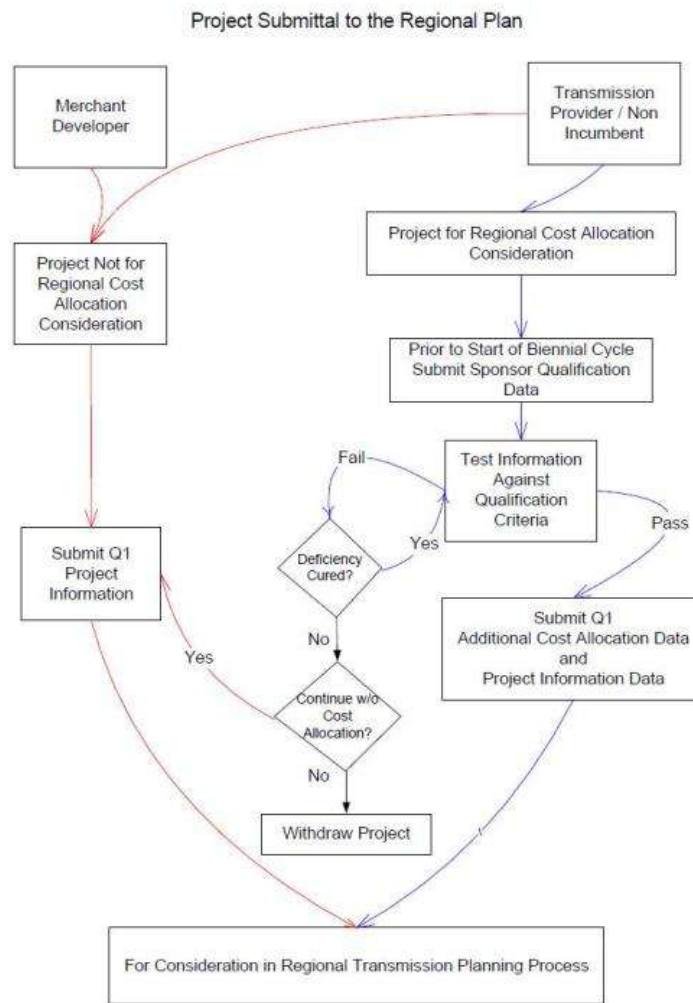 Project Submittal to the Regional Plan
Merchant
Developer
Transmission
Provider / Non
Incumbent
Project Not for
Regional Cost
Allocation
Consideration
Project for Regional Cost Allocation
Consideration
Prior to Start of Biennial Cycle
Submit Sponsor Qualification
Data
Fail
Test Information
Against
Qualification
Criteria
Pass
Submit Q1
Project
Information
Deficiency
Cured?
Yes
Submit Q1
Additional Cost Allocation Data
and
Project Information Data
No
Yes
Continue w/o
Cost
Allocation?
No
Withdraw Project
For Consideration in Regional Transmission Planning Process